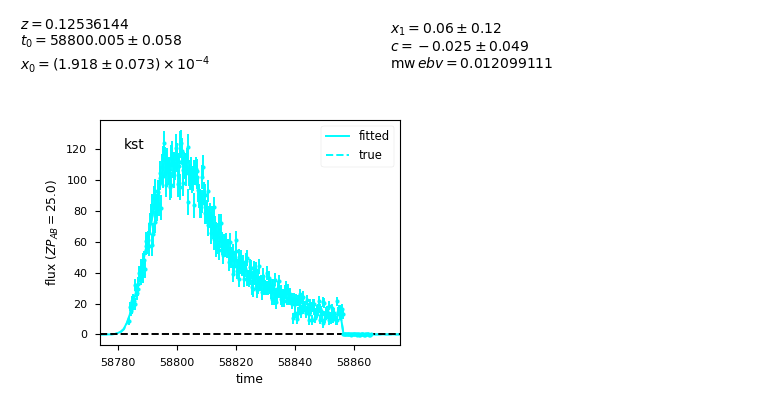 z = 0.12536144
t₀ = 58800.005 ± 0.058
x₀ = (1.918 ± 0.073) × 10⁻⁴
x₁ = 0.06 ± 0.12
c = −0.025 ± 0.049
mw ebv = 0.012099111
kst
fitted
true
flux (ZP_AB = 25.0)
120
100
80
60
40
20
0
58780 58800 58820 58840 58860
time